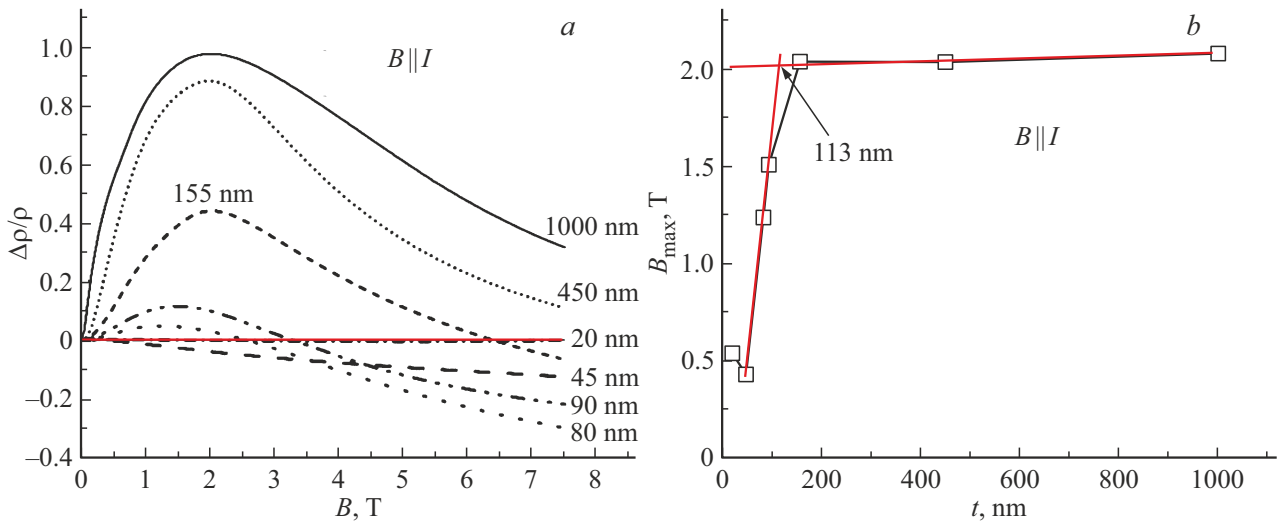 a
B||I
1.0
0.8
0.6
0.4
0.2
0
–0.2
–0.4
Δρ/ρ
155 nm
1000 nm
450 nm
20 nm
45 nm
90 nm
80 nm
0 1 2 3 4 5 6 7 8
B, T
b
2.0
1.5
1.0
0.5
0
B_max, T
113 nm
B||I
0 200 400 600 800 1000
t, nm